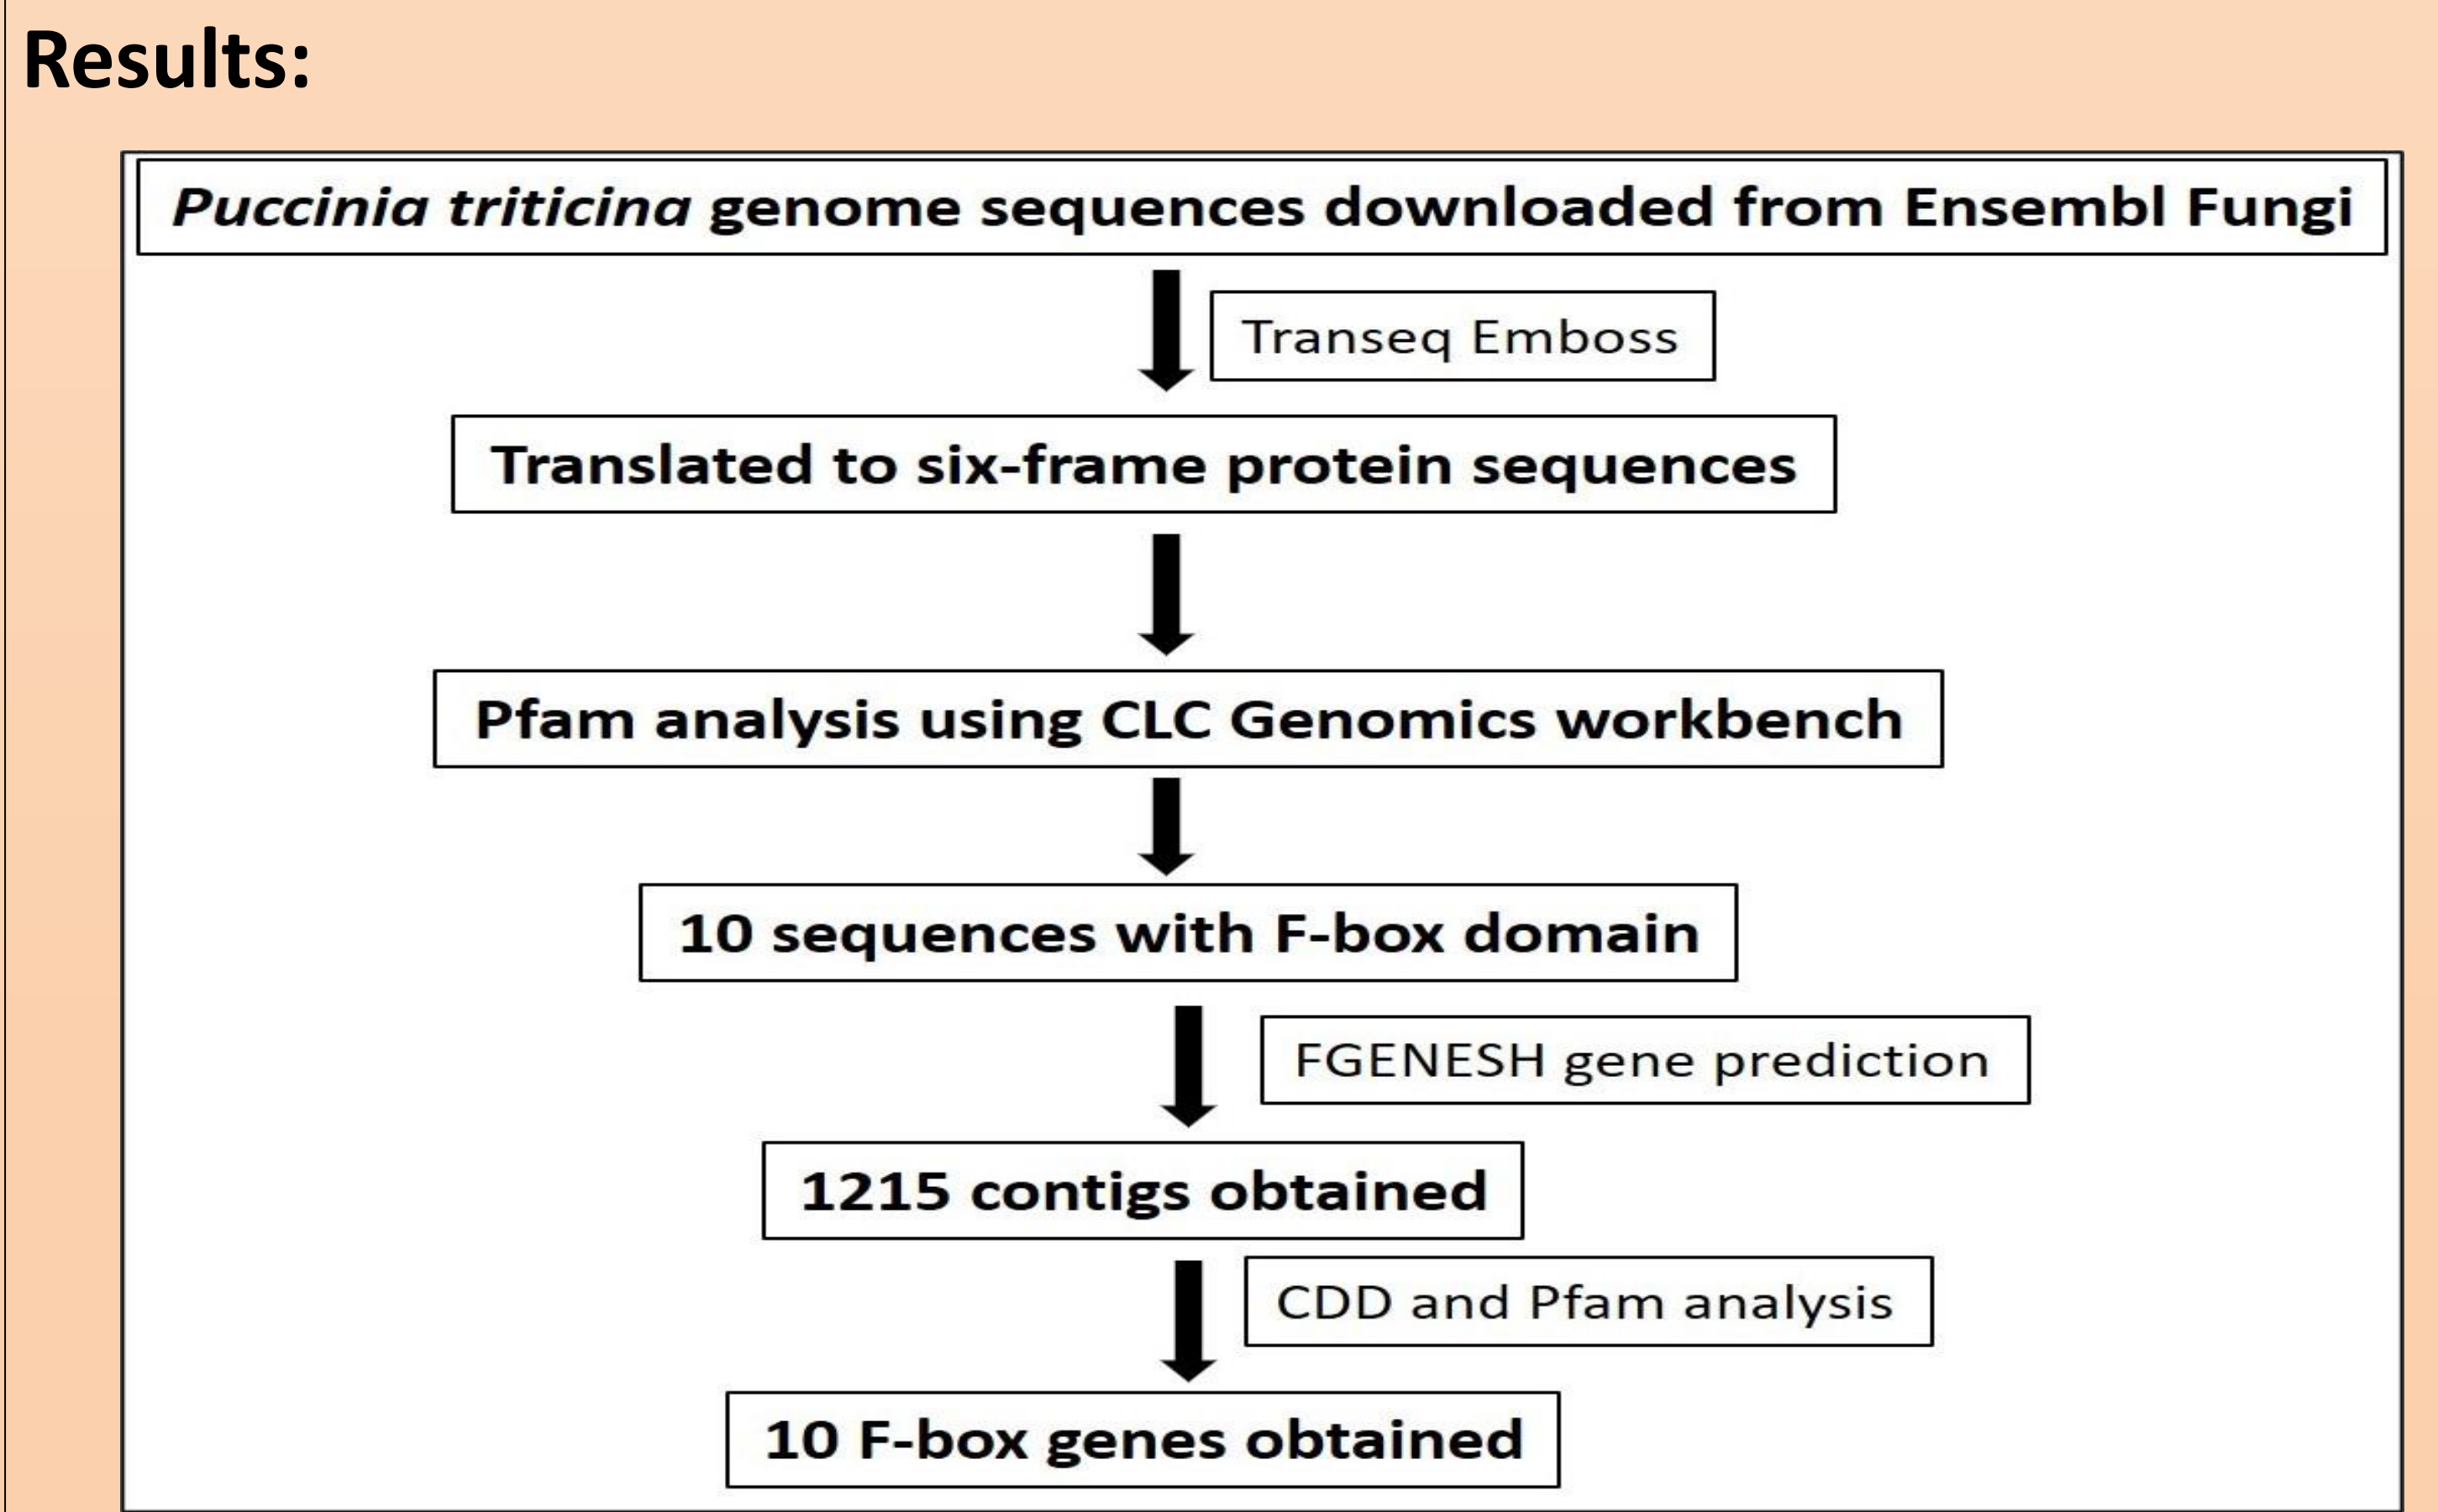 Results:
Puccinia triticina genome sequences downloaded from Ensembl Fungi
Transeq Emboss
Translated to six-frame protein sequences
Pfam analysis using CLC Genomics workbench
10 sequences with F-box domain
FGENESH gene prediction
1215 contigs obtained
CDD and Pfam analysis
10 F-box genes obtained